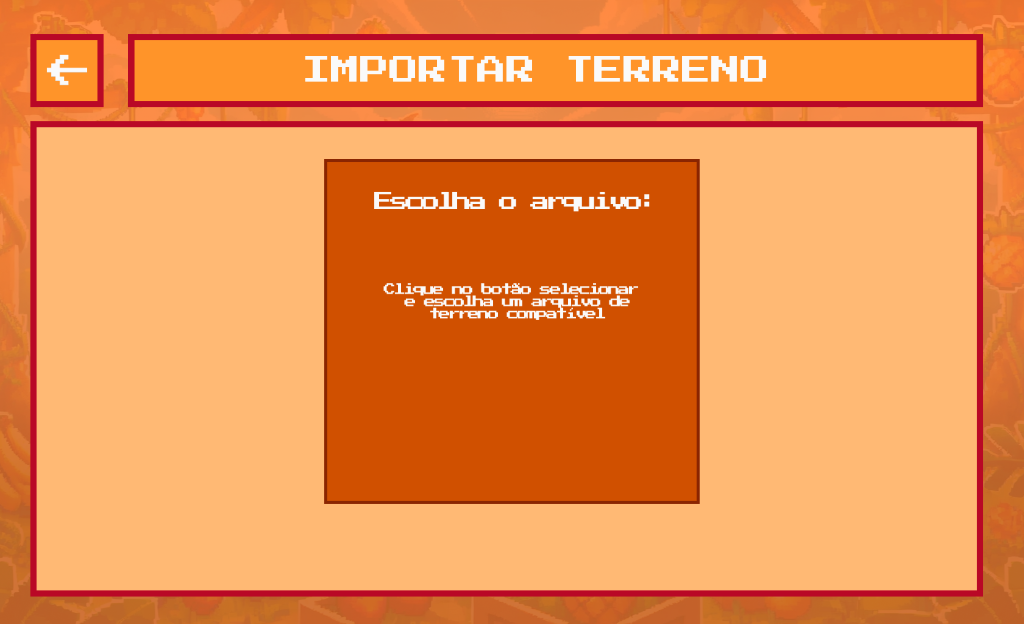 IMPORTAR TERRENO
Escolha o arquivo:
Clique no botão selecionar
e escolha um arquivo de
terreno compatível